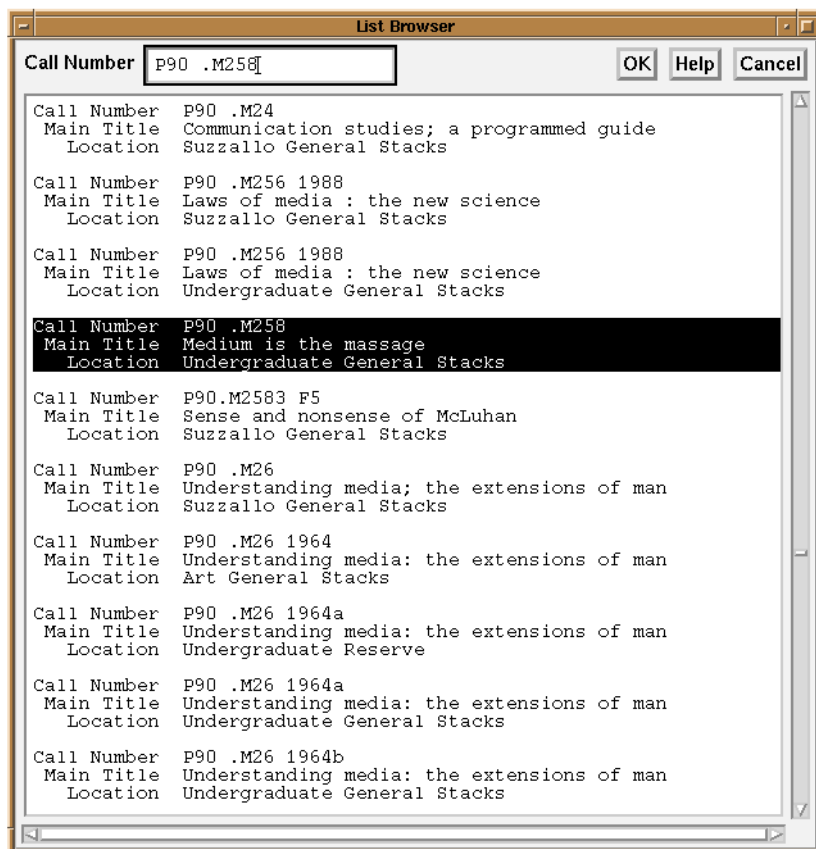 List Browser
Call Number P90 .M258
OK Help Cancel
Call Number P90 .M24
Main Title Communication studies; a programmed guide
Location Suzzallo General Stacks
Call Number P90 .M256 1988
Main Title Laws of media : the new science
Location Suzzallo General Stacks
Call Number P90 .M256 1988
Main Title Laws of media : the new science
Location Undergraduate General Stacks
Call Number P90 .M258
Main Title Medium is the massage
Location Undergraduate General Stacks
Call Number P90.M2583 F5
Main Title Sense and nonsense of McLuhan
Location Suzzallo General Stacks
Call Number P90 .M26
Main Title Understanding media; the extensions of man
Location Suzzallo General Stacks
Call Number P90 .M26 1964
Main Title Understanding media: the extensions of man
Location Art General Stacks
Call Number P90 .M26 1964a
Main Title Understanding media: the extensions of man
Location Undergraduate Reserve
Call Number P90 .M26 1964a
Main Title Understanding media: the extensions of man
Location Undergraduate General Stacks
Call Number P90 .M26 1964b
Main Title Understanding media: the extensions of man
Location Undergraduate General Stacks